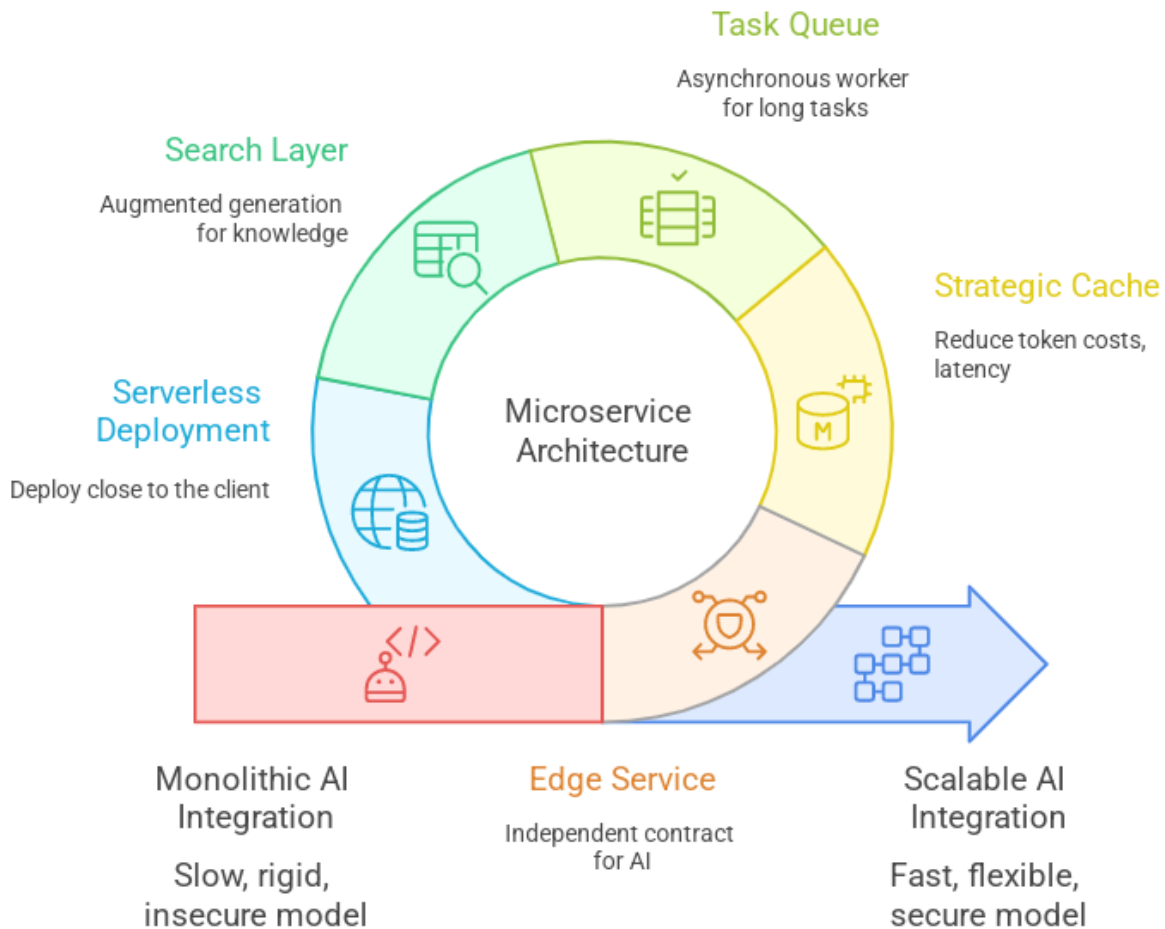 Task Queue
Asynchronous worker
for long tasks
Search Layer
Augmented generation
for knowledge
Strategic Cache
Reduce token costs,
latency
Serverless
Deployment
Deploy close to the client
Microservice
Architecture
M
</>
Monolithic AI
Integration
Slow, rigid,
insecure model
Edge Service
Independent contract
for AI
Scalable AI
Integration
Fast, flexible,
secure model